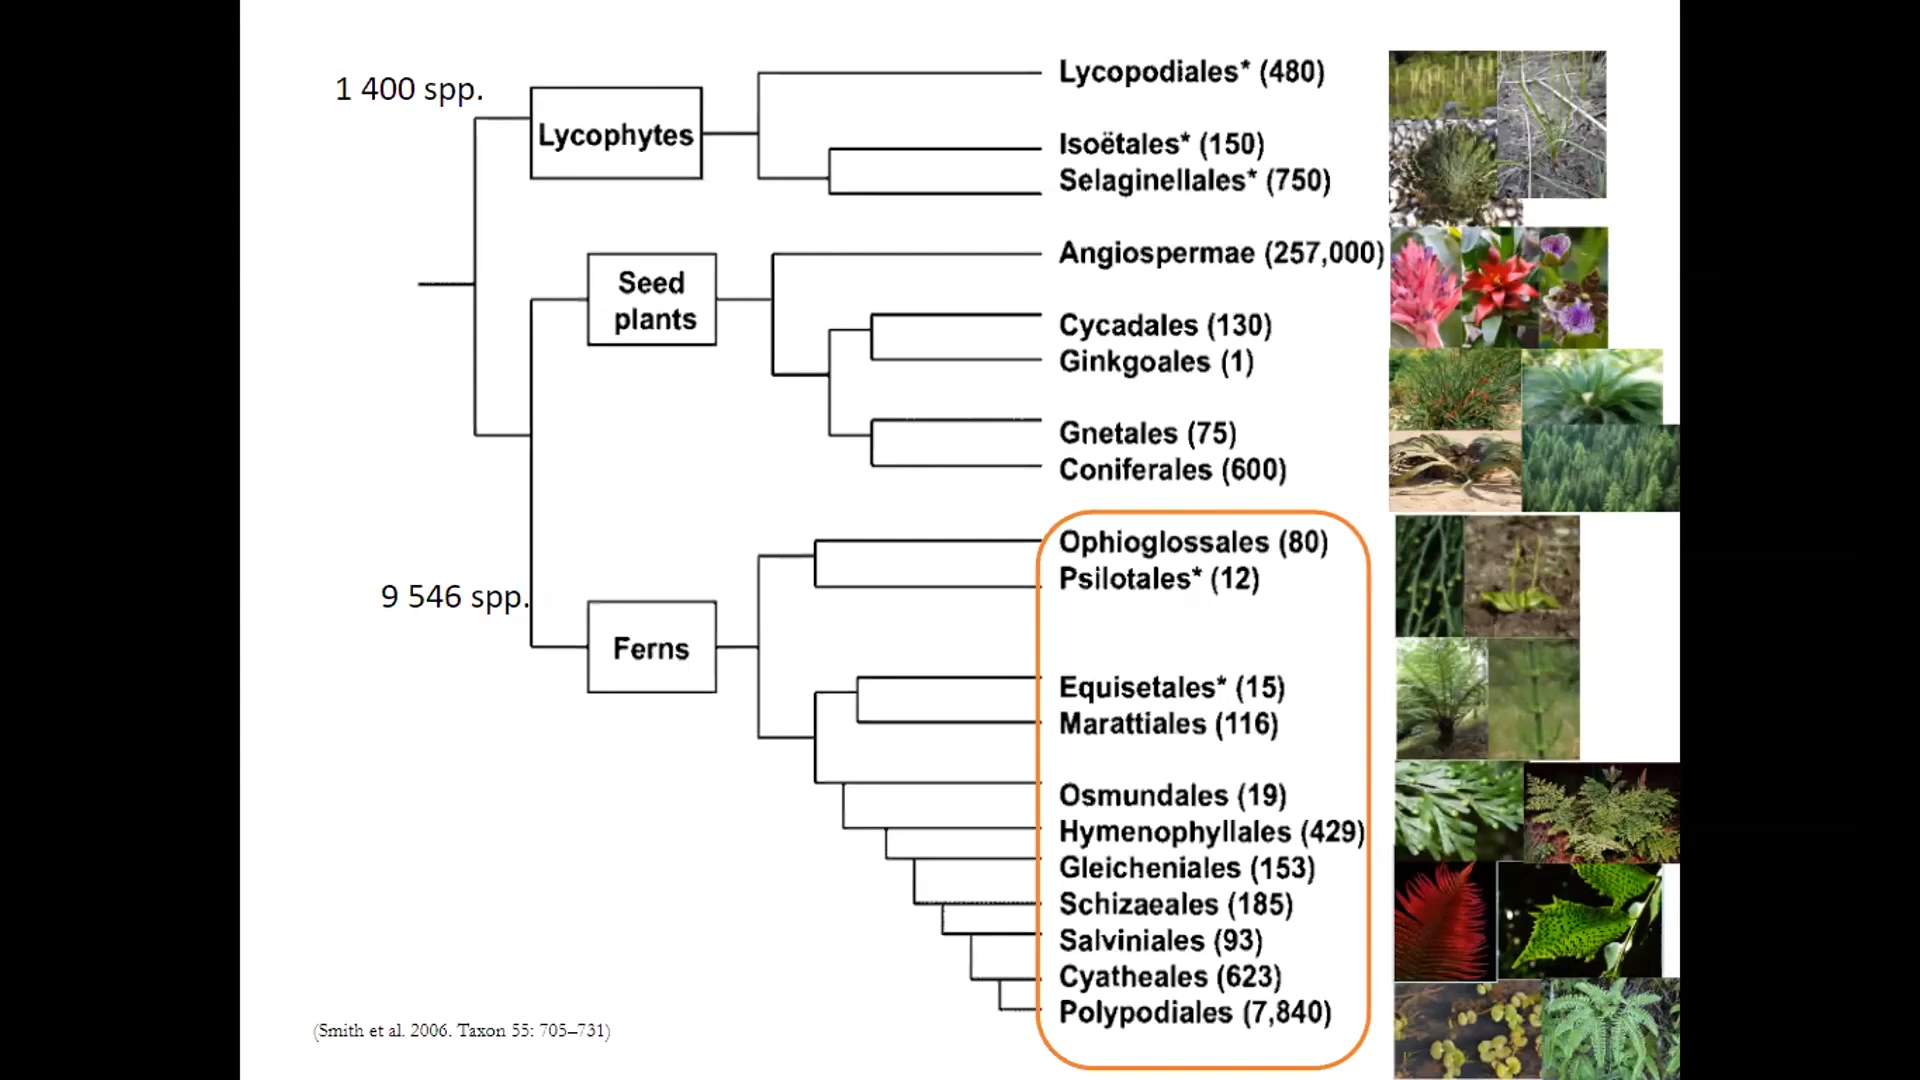 1 400 spp.
Lycophytes
Lycopodiales* (480)
Isoëtales* (150)
Selaginellales* (750)
Seed
plants
Angiospermae (257,000)
Cycadales (130)
Ginkgoales (1)
Gnetales (75)
Coniferales (600)
9 546 spp.
Ferns
Ophioglossales (80)
Psilotales* (12)
Equisetales* (15)
Marattiales (116)
Osmundales (19)
Hymenophyllales (429)
Gleicheniales (153)
Schizaeales (185)
Salviniales (93)
Cyatheales (623)
Polypodiales (7,840)
(Smith et al. 2006. Taxon 55: 705–731)